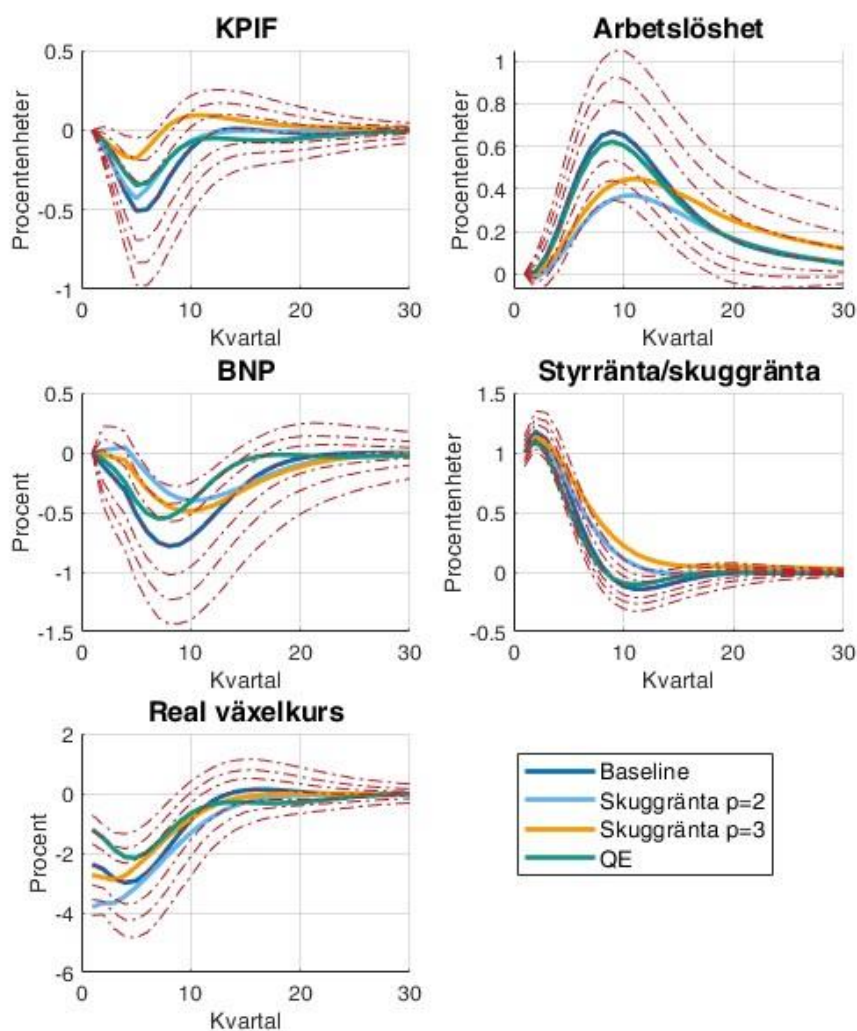 KPIF
Procentenheter
0.5
0
-0.5
-1
0
10
20
30
Kvartal
Arbetslöshet
Procentenheter
1
0.8
0.6
0.4
0.2
0
0
10
20
30
Kvartal
BNP
Procent
0.5
0
-0.5
-1
-1.5
0
10
20
30
Kvartal
Styrränta/skuggränta
Procentenheter
1.5
1
0.5
0
-0.5
0
10
20
30
Kvartal
Real växelkurs
Procent
2
0
-2
-4
-6
0
10
20
30
Kvartal
Baseline
Skuggränta p=2
Skuggränta p=3
QE